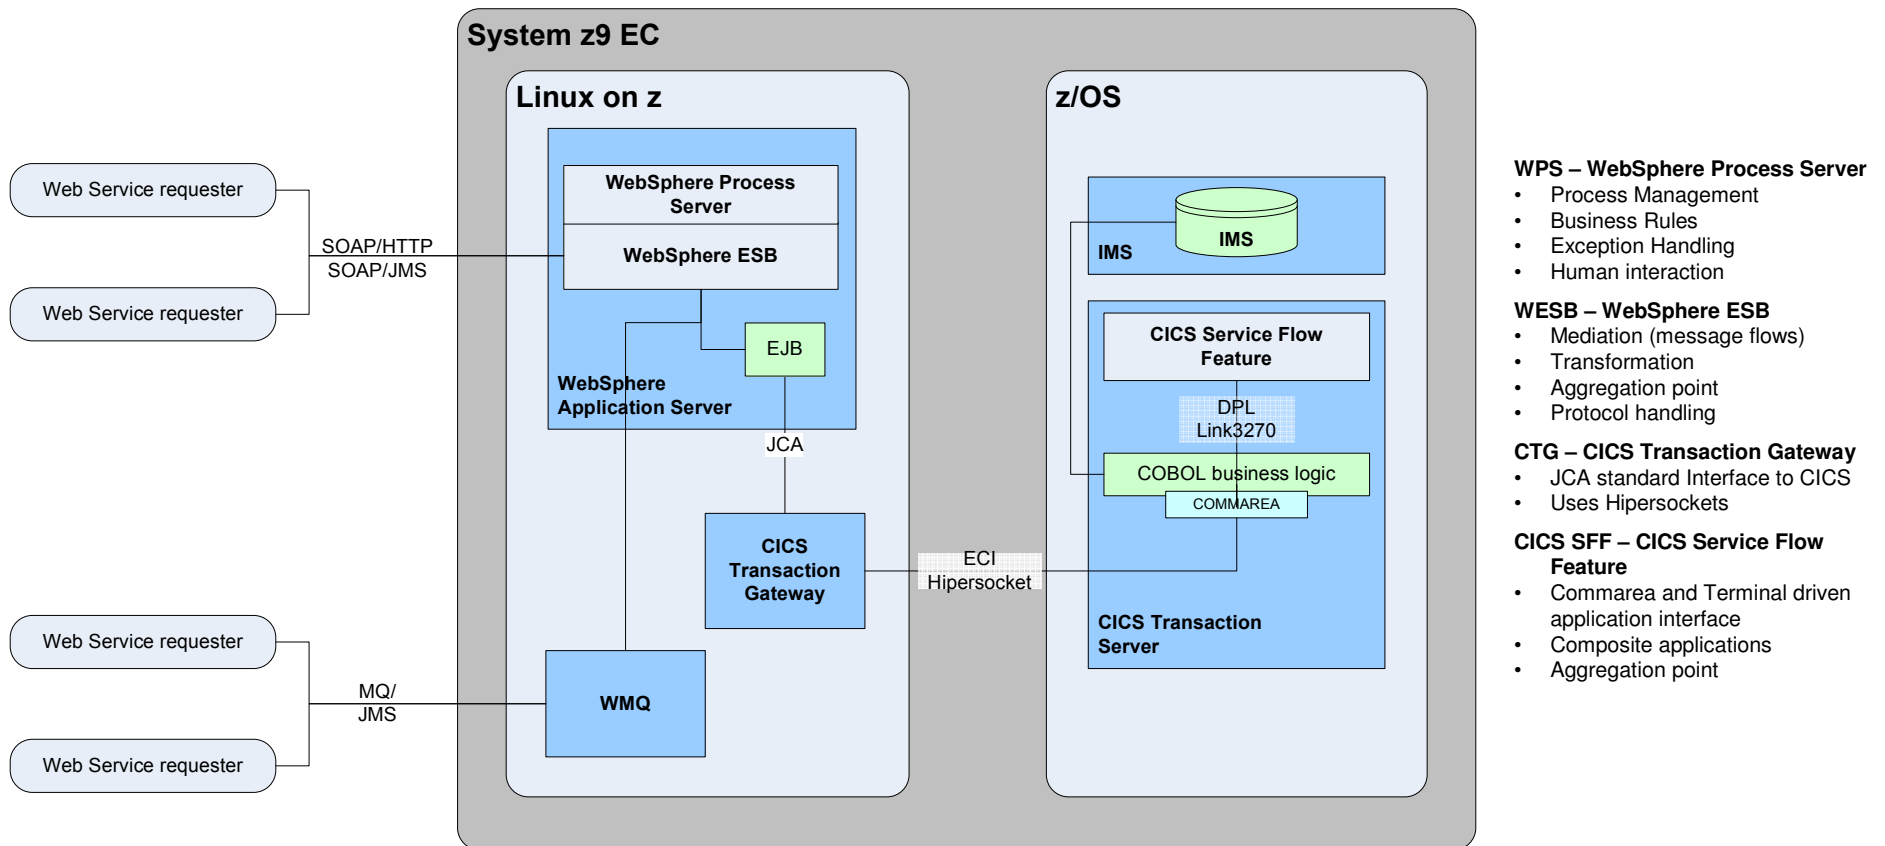 System z9 EC
Linux on z
z/OS
Web Service requester
Web Service requester
SOAP/HTTP
SOAP/JMS
WebSphere Process
Server
WebSphere ESB
EJB
WebSphere
Application Server
JCA
CICS
Transaction
Gateway
WMQ
Web Service requester
Web Service requester
MQ/
JMS
ECI
Hipersocket
IMS
IMS
CICS Service Flow
Feature
DPL
Link3270
COBOL business logic
COMMAREA
CICS Transaction
Server
WPS – WebSphere Process Server
• Process Management
• Business Rules
• Exception Handling
• Human interaction
WESB – WebSphere ESB
• Mediation (message flows)
• Transformation
• Aggregation point
• Protocol handling
CTG – CICS Transaction Gateway
• JCA standard Interface to CICS
• Uses Hipersockets
CICS SFF – CICS Service Flow
Feature
• Commarea and Terminal driven
application interface
• Composite applications
• Aggregation point